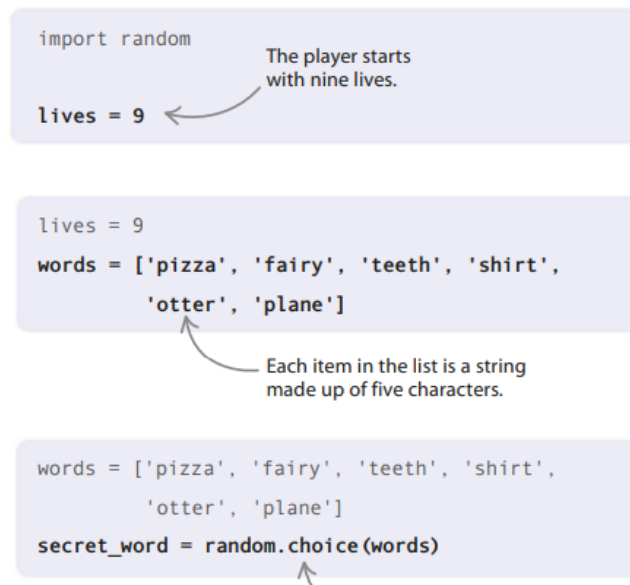 import random
The player starts
with nine lives.
lives = 9
lives = 9
words = ['pizza', 'fairy', 'teeth', 'shirt',
'otter', 'plane']
Each item in the list is a string
made up of five characters.
words = ['pizza', 'fairy', 'teeth', 'shirt',
'otter', 'plane']
secret_word = random.choice(words)